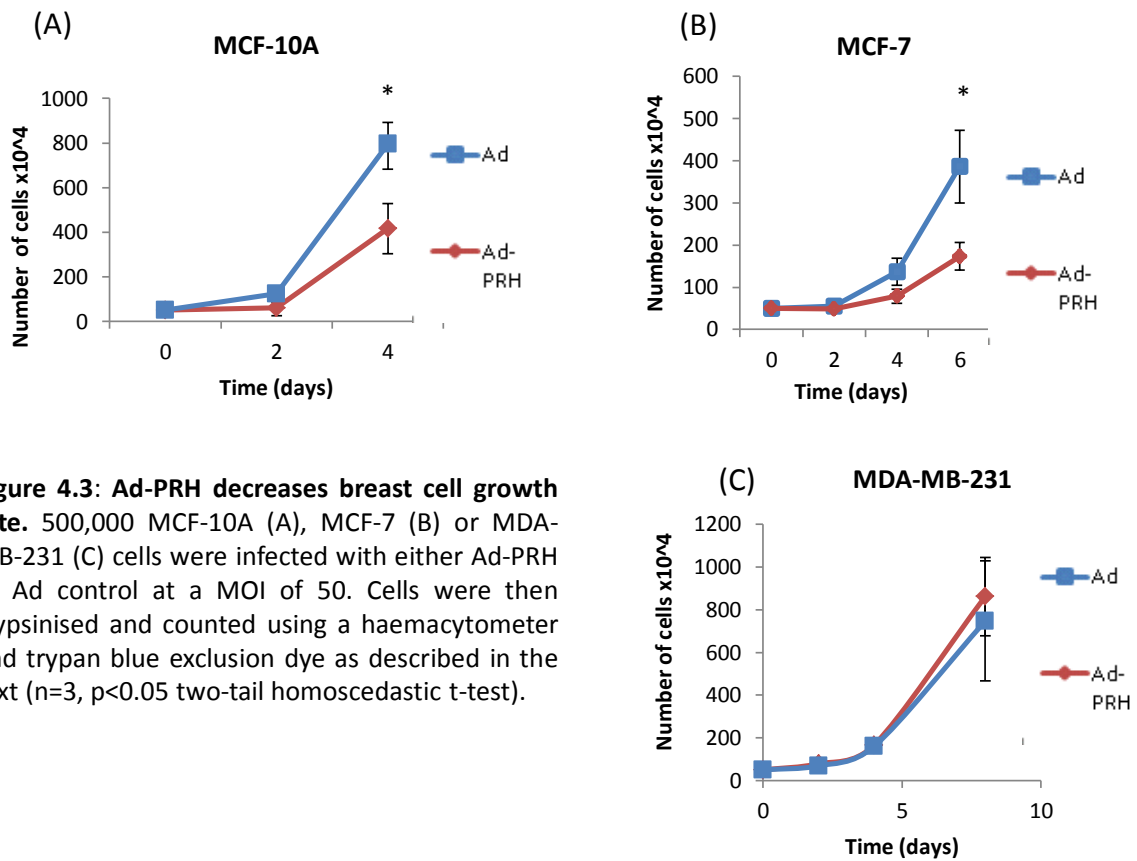 (A)
MCF-10A
Number of cells x10^4
1000
800
600
400
200
0
0 2 4
Time (days)
*
Ad
Ad-
PRH
(B)
MCF-7
Number of cells x10^4
600
500
400
300
200
100
0
0 2 4 6
Time (days)
*
Ad
Ad-
PRH
gure 4.3: Ad-PRH decreases breast cell growth
te. 500,000 MCF-10A (A), MCF-7 (B) or MDA-
B-231 (C) cells were infected with either Ad-PRH
Ad control at a MOI of 50. Cells were then
ypsinised and counted using a haemacytometer
nd trypan blue exclusion dye as described in the
xt (n=3, p<0.05 two-tail homoscedastic t-test).
(C)
MDA-MB-231
Number of cells x10^4
1200
1000
800
600
400
200
0
0 5 10
Time (days)
Ad
Ad-
PRH